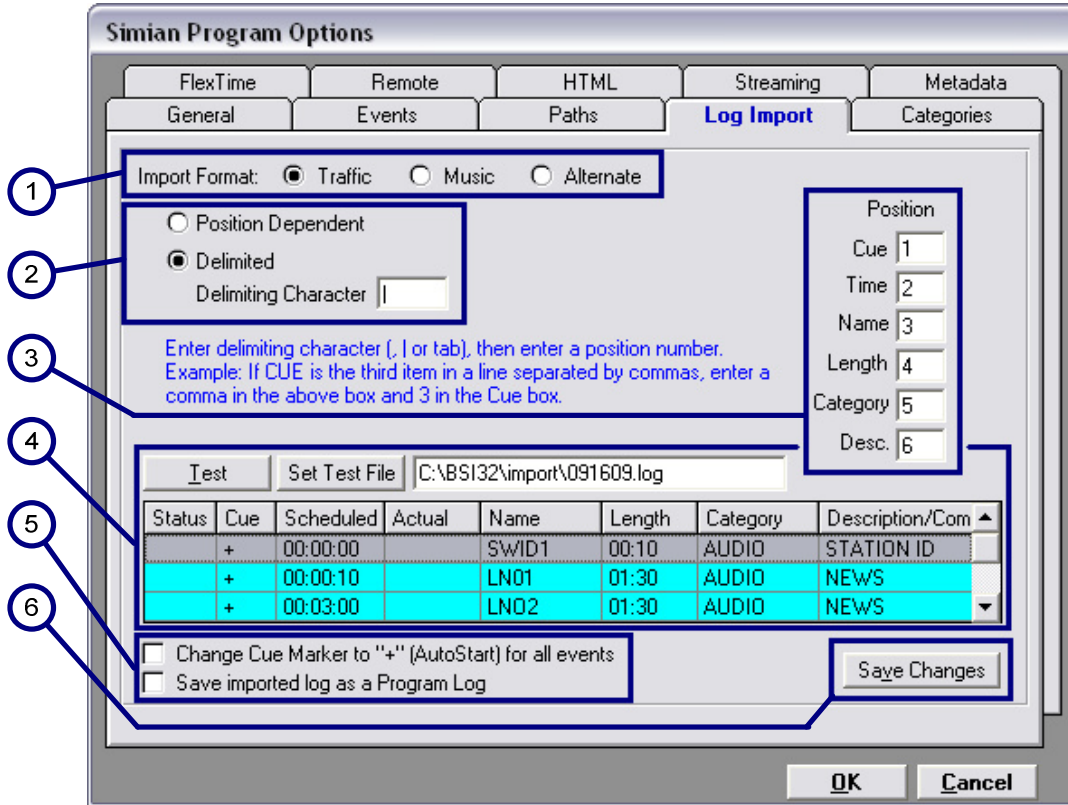 Simian Program Options
FlexTime Remote HTML Streaming Metadata
General Events Paths Log Import Categories
1
Import Format: Traffic Music Alternate
2
Position Dependent
Delimited
Delimiting Character |
Position
Cue 1
Time 2
Name 3
Length 4
Category 5
Desc. 6
3
Enter delimiting character (, | or tab), then enter a position number.
Example: If CUE is the third item in a line separated by commas, enter a
comma in the above box and 3 in the Cue box.
4
Test Set Test File C:\BSI32\import\091609.log
Status Cue Scheduled Actual Name Length Category Description/Com
+ 00:00:00 SWID1 00:10 AUDIO STATION ID
+ 00:00:10 LN01 01:30 AUDIO NEWS
+ 00:03:00 LNO2 01:30 AUDIO NEWS
5
Change Cue Marker to "+" (AutoStart) for all events
Save imported log as a Program Log
6
Save Changes
OK Cancel